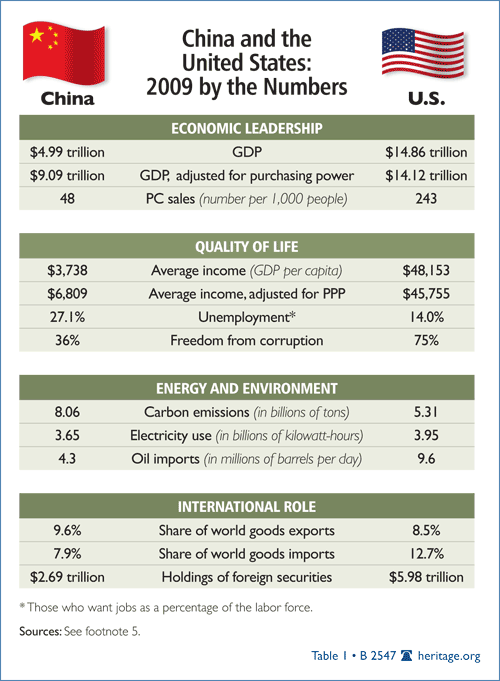 China and the
United States:
2009 by the Numbers
China
U.S.
ECONOMIC LEADERSHIP
$4.99 trillion GDP $14.86 trillion
$9.09 trillion GDP, adjusted for purchasing power $14.12 trillion
48 PC sales (number per 1,000 people) 243
QUALITY OF LIFE
$3,738 Average income (GDP per capita) $48,153
$6,809 Average income, adjusted for PPP $45,755
27.1% Unemployment* 14.0%
36% Freedom from corruption 75%
ENERGY AND ENVIRONMENT
8.06 Carbon emissions (in billions of tons) 5.31
3.65 Electricity use (in billions of kilowatt-hours) 3.95
4.3 Oil imports (in millions of barrels per day) 9.6
INTERNATIONAL ROLE
9.6% Share of world goods exports 8.5%
7.9% Share of world goods imports 12.7%
$2.69 trillion Holdings of foreign securities $5.98 trillion
* Those who want jobs as a percentage of the labor force.
Sources: See footnote 5.
Table 1 • B 2547 heritage.org